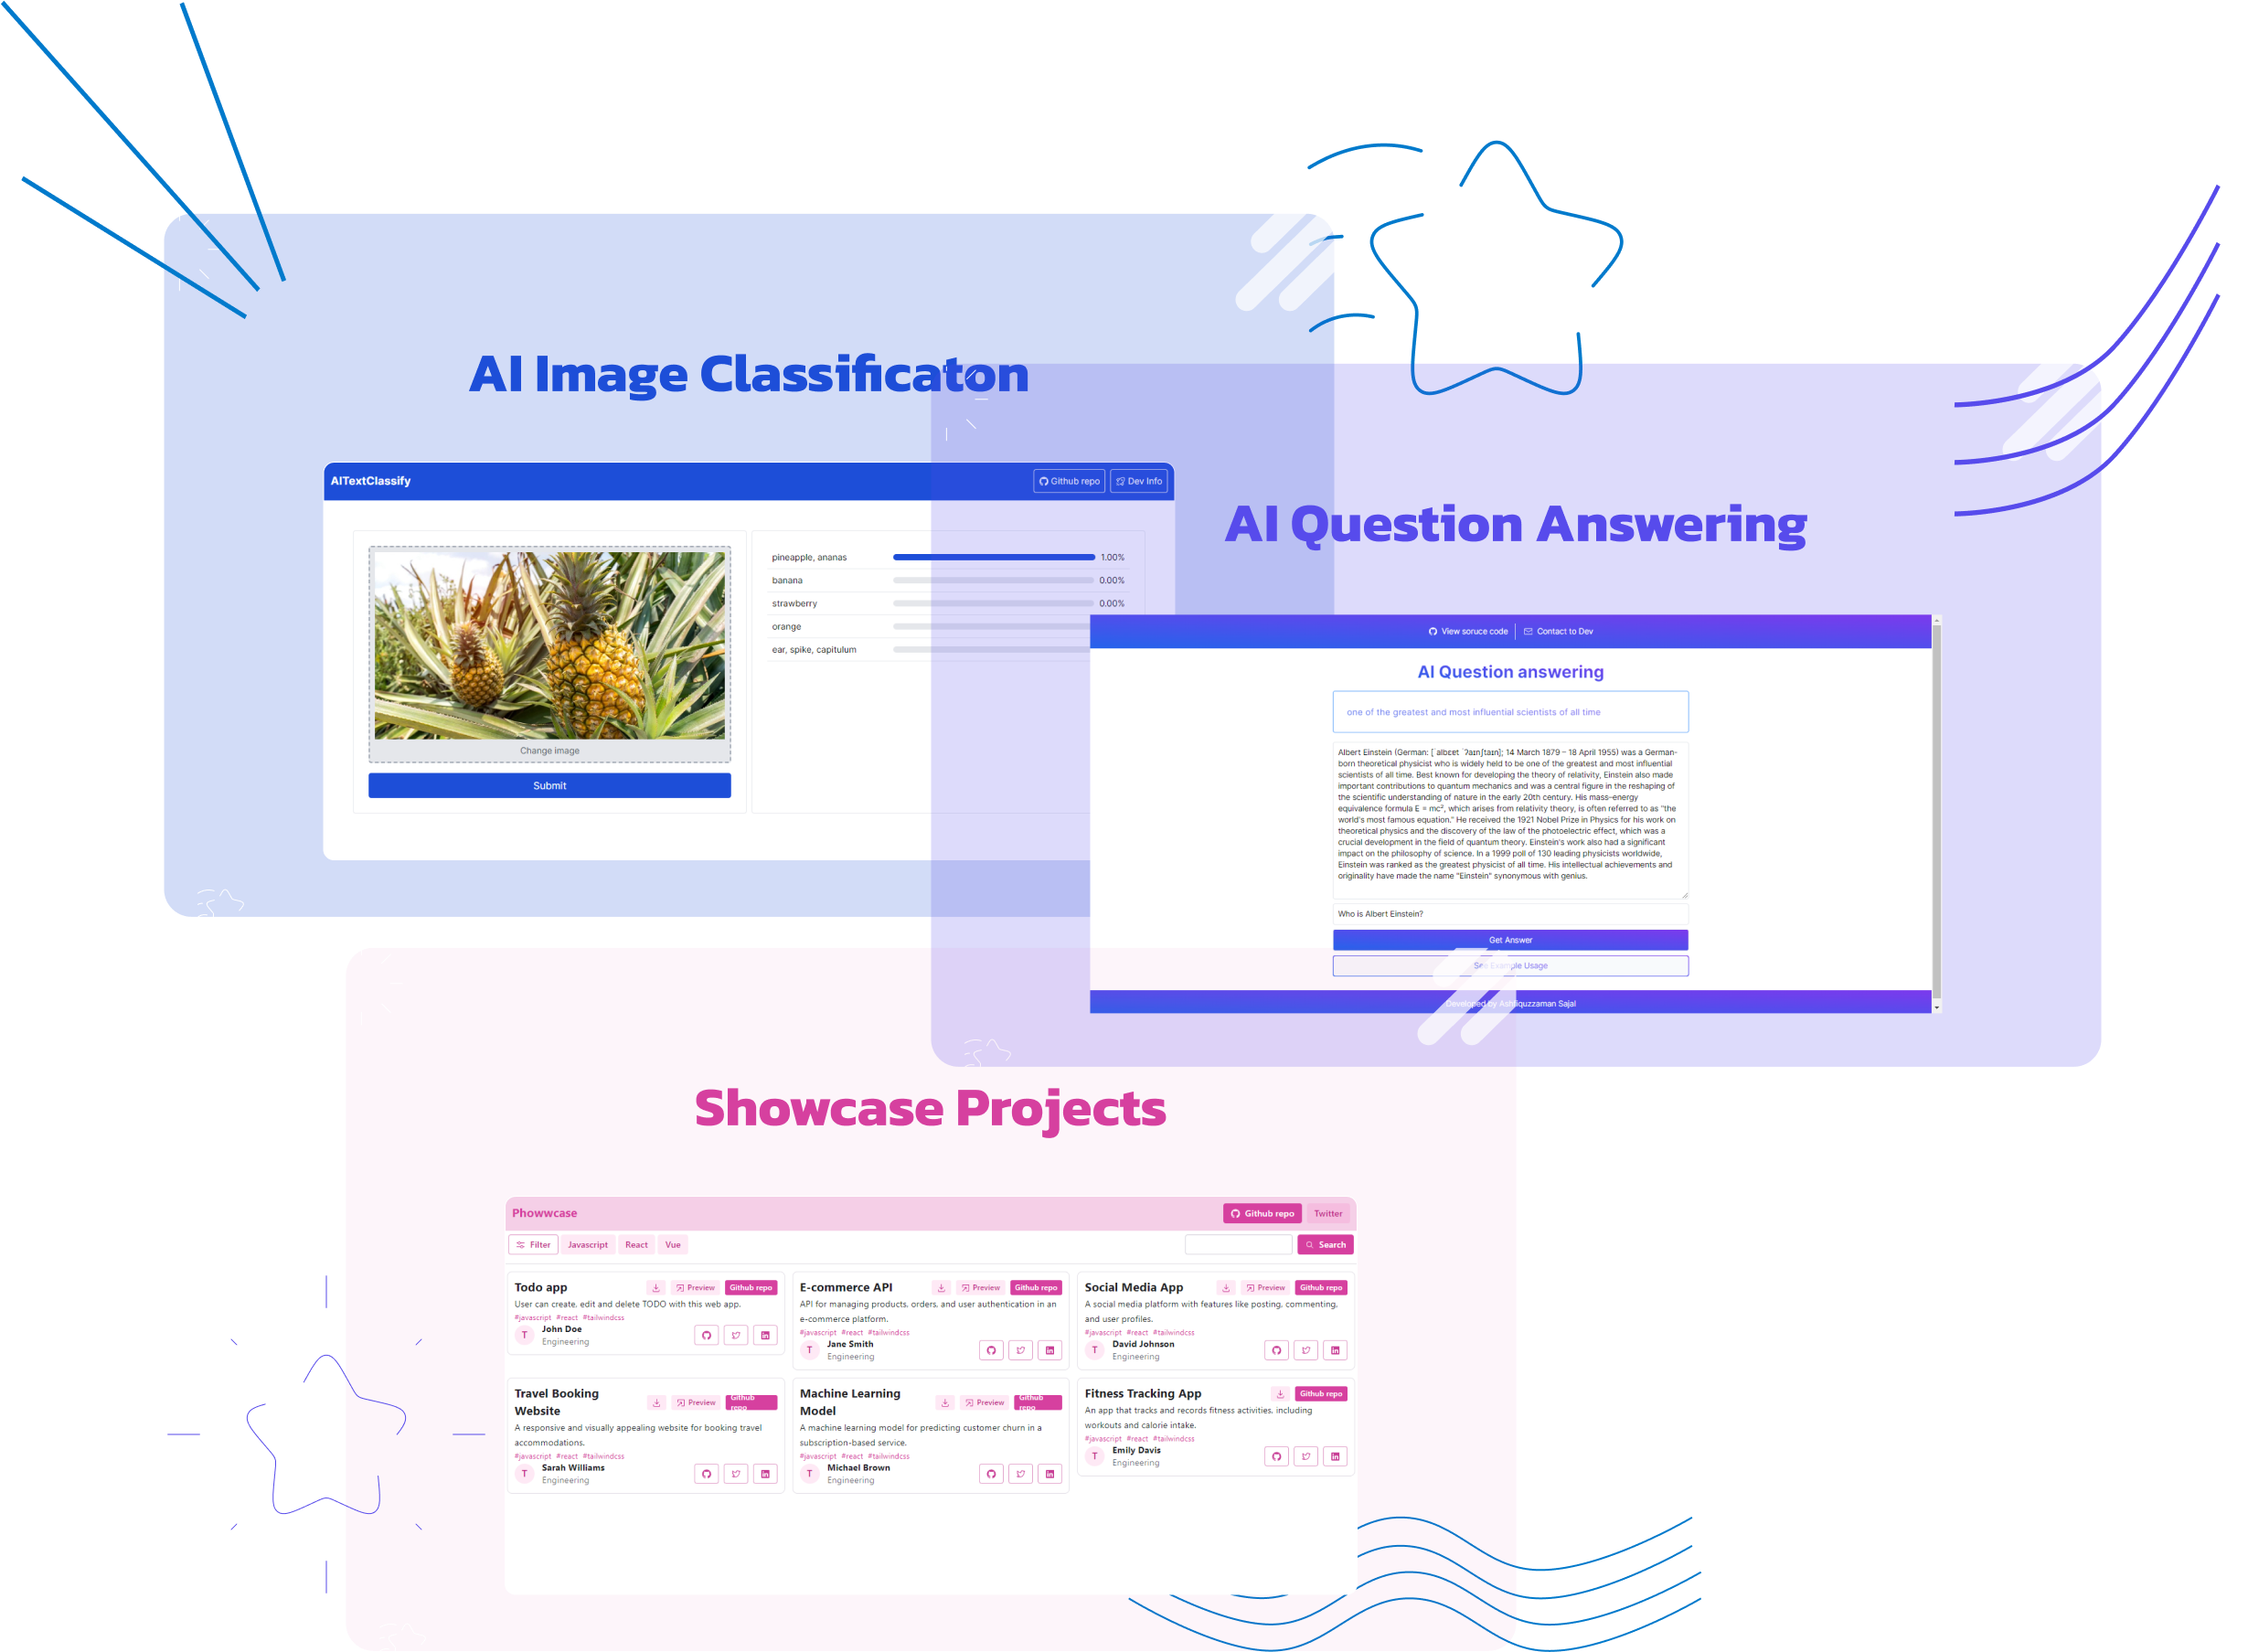 AI Image Classificaton
AITextClassify
Github repo
Dev Info
pineapple, ananas
1.00%
banana
0.00%
strawberry
0.00%
orange
ear, spike, capitulum
Change image
Submit
AI Question Answering
View soruce code
Contact to Dev
AI Question answering
one of the greatest and most influential scientists of all time
Albert Einstein (German: [ˈalbɛɐt ˈʔaɪnʃtaɪn]; 14 March 1879 – 18 April 1955) was a German-
born theoretical physicist who is widely held to be one of the greatest and most influential
scientists of all time. Best known for developing the theory of relativity, Einstein also made
important contributions to quantum mechanics and was a central figure in the reshaping of
the scientific understanding of nature in the early 20th century. His mass–energy
equivalence formula E = mc², which arises from relativity theory, is often referred to as "the
world's most famous equation." He received the 1921 Nobel Prize in Physics for his work on
theoretical physics and the discovery of the law of the photoelectric effect, which was a
crucial development in the field of quantum theory. Einstein's work also had a significant
impact on the philosophy of science. In a 1999 poll of 130 leading physicists worldwide,
Einstein was ranked as the greatest physicist of all time. His intellectual achievements and
originality have made the name "Einstein" synonymous with genius.
Who is Albert Einstein?
Get Answer
See Example Usage
Developed by Ashfiquzzaman Sajal
Showcase Projects
Phowwcase
Github repo
Twitter
Filter
Javascript
React
Vue
Search
Todo app
Preview
Github repo
User can create, edit and delete TODO with this web app.
#javascript #react #tailwindcss
T
John Doe
Engineering
E-commerce API
Preview
Github repo
API for managing products, orders, and user authentication in an
e-commerce platform.
#javascript #react #tailwindcss
T
Jane Smith
Engineering
Social Media App
Preview
Github repo
A social media platform with features like posting, commenting,
and user profiles.
#javascript #react #tailwindcss
T
David Johnson
Engineering
Travel Booking
Website
Preview
Github
repo
A responsive and visually appealing website for booking travel
accommodations.
#javascript #react #tailwindcss
T
Sarah Williams
Engineering
Machine Learning
Model
Preview
Github
repo
A machine learning model for predicting customer churn in a
subscription-based service.
#javascript #react #tailwindcss
T
Michael Brown
Engineering
Fitness Tracking App
Github repo
An app that tracks and records fitness activities, including
workouts and calorie intake.
#javascript #react #tailwindcss
T
Emily Davis
Engineering